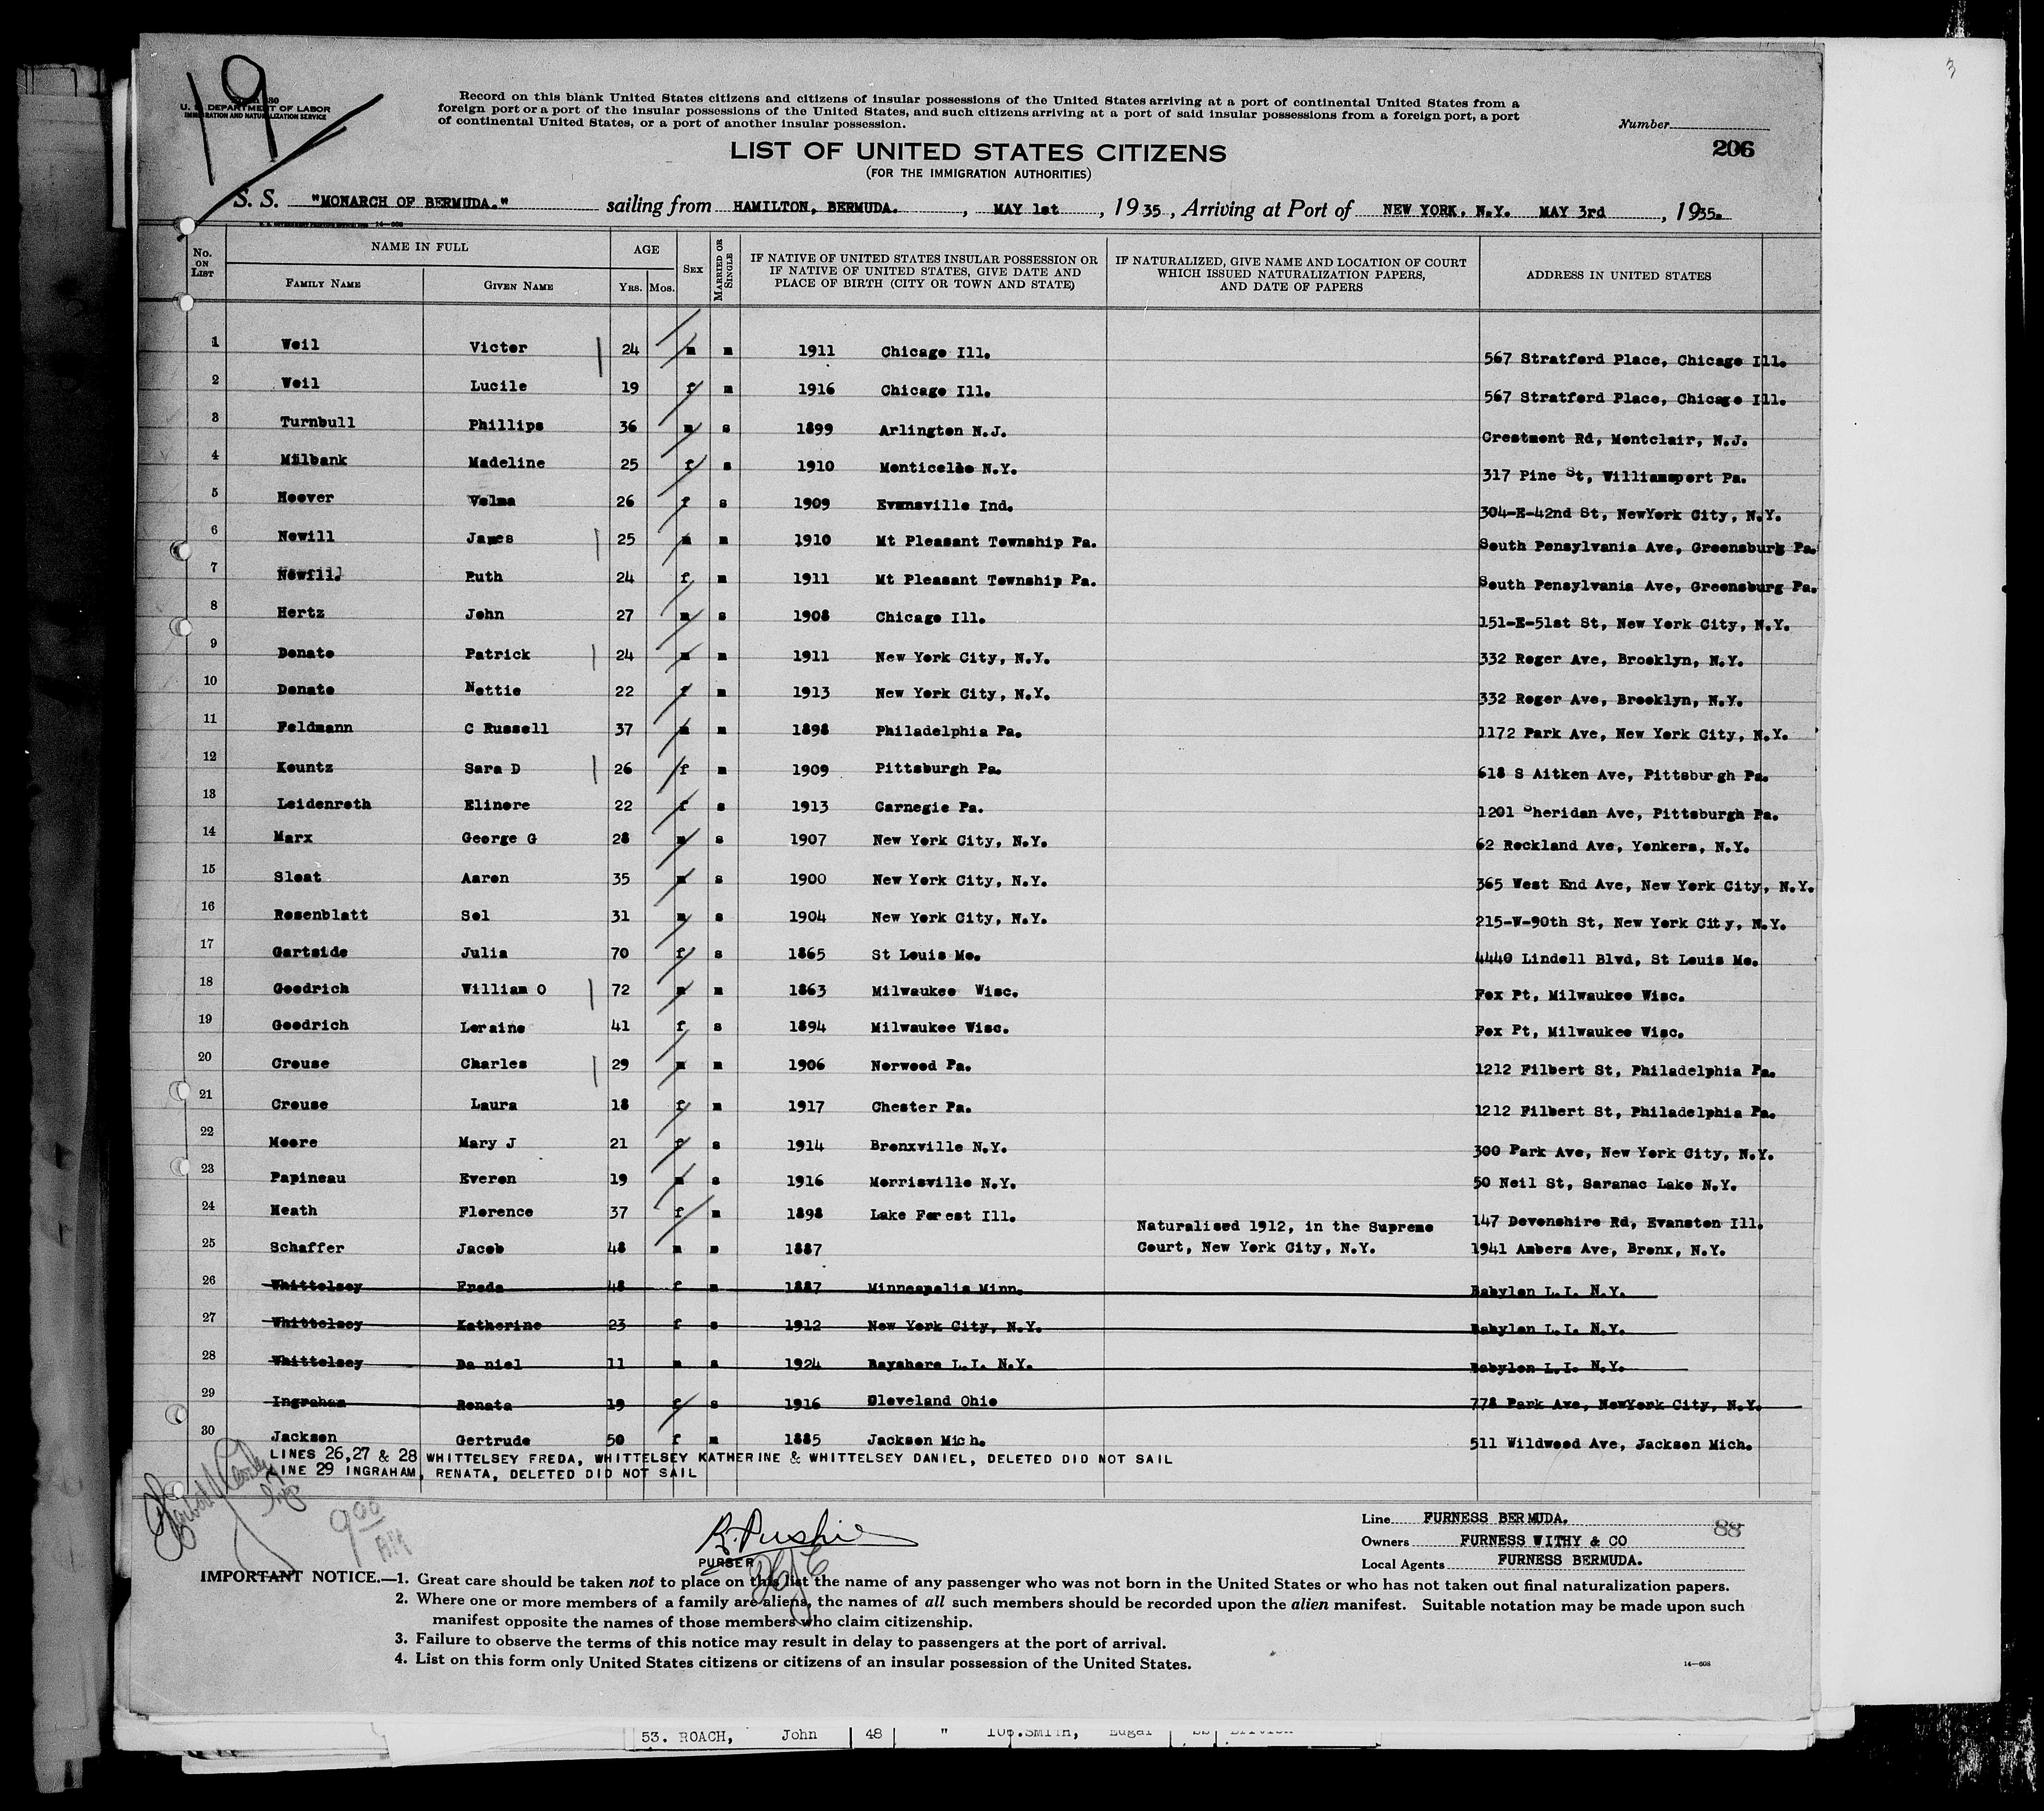 19
Form 630
U. S. DEPARTMENT OF LABOR
IMMIGRATION AND NATURALIZATION SERVICE
Record on this blank United States citizens and citizens of insular possessions of the United States arriving at a port of continental United States from a
foreign port or a port of the insular possessions of the United States, and such citizens arriving at a port of said insular possessions from a foreign port, a port
of continental United States, or a port of another insular possession.
Number
206
3
LIST OF UNITED STATES CITIZENS
(FOR THE IMMIGRATION AUTHORITIES)
S. S. "MONARCH OF BERMUDA." sailing from HAMILTON, BERMUDA. , MAY 1st , 19 35 , Arriving at Port of NEW YORK. N.Y. MAY 3rd , 1935.
No. ON LIST NAME IN FULL FAMILY NAME GIVEN NAME AGE YRS. MOS. SEX MARRIED OR SINGLE IF NATIVE OF UNITED STATES INSULAR POSSESSION OR IF NATIVE OF UNITED STATES, GIVE DATE AND PLACE OF BIRTH (CITY OR TOWN AND STATE) IF NATURALIZED, GIVE NAME AND LOCATION OF COURT WHICH ISSUED NATURALIZATION PAPERS, AND DATE OF PAPERS ADDRESS IN UNITED STATES
1 Weil Victor 24 m m 1911 Chicago Ill. 567 Stratford Place, Chicago Ill.
2 Weil Lucile 19 f m 1916 Chicago Ill. 567 Stratford Place, Chicago Ill.
3 Turnbull Phillips 36 m s 1899 Arlington N.J. Crestmont Rd, Montclair, N.J.
4 Milbank Madeline 25 f s 1910 Monticello N.Y. 317 Pine St, Williamsport Pa.
5 Hoover Velma 26 f s 1909 Evansville Ind. 304-E-42nd St, NewYork City, N.Y.
6 Newill James 25 m m 1910 Mt Pleasant Township Pa. South Pensylvania Ave, Greensburg Pa.
7 Newill. Ruth 24 f m 1911 Mt Pleasant Township Pa. South Pensylvania Ave, Greensburg Pa.
8 Hertz John 27 m s 1908 Chicago Ill. 151-E-51st St, New York City, N.Y.
9 Donato Patrick 24 m m 1911 New York City, N.Y. 332 Roger Ave, Brooklyn, N.Y.
10 Donato Nettie 22 f m 1913 New York City, N.Y. 332 Roger Ave, Brooklyn, N.Y.
11 Feldmann C Russell 37 m m 1898 Philadelphia Pa. 1172 Park Ave, New York City, N.Y.
12 Kountz Sara D 26 f m 1909 Pittsburgh Pa. 618 S Aitken Ave, Pittsburgh Pa.
13 Leidenroth Elinore 22 f s 1913 Carnegie Pa. 1201 Sheridan Ave, Pittsburgh Pa.
14 Marx George G 28 m s 1907 New York City, N.Y. 62 Rockland Ave, Yonkers, N.Y.
15 Sloat Aaron 35 m s 1900 New York City, N.Y. 365 West End Ave, New York City, N.Y.
16 Rosenblatt Sol 31 m s 1904 New York City, N.Y. 215-W-90th St, New York City, N.Y.
17 Gartside Julia 70 f s 1865 St Louis Mo. 4440 Lindell Blvd, St Louis Mo.
18 Goodrich William O 72 m m 1863 Milwaukee Wisc. Fox Pt, Milwaukee Wisc.
19 Goodrich Loraine 41 f s 1894 Milwaukee Wisc. Fox Pt, Milwaukee Wisc.
20 Crouse Charles 29 m m 1906 Norwood Pa. 1212 Filbert St, Philadelphia Pa.
21 Crouse Laura 18 f m 1917 Chester Pa. 1212 Filbert St, Philadelphia Pa.
22 Moore Mary J 21 f s 1914 Bronxville N.Y. 300 Park Ave, New York City, N.Y.
23 Papineau Everon 19 m s 1916 Morrisville N.Y. 50 Neil St, Saranac Lake N.Y.
24 Heath Florence 37 f m 1898 Lake Forest Ill. 147 Devonshire Rd, Evanston Ill.
Naturalised 1912, in the Supreme
25 Schaffer Jacob 48 m m 1887 Court, New York City, N.Y. 1941 Ambers Ave, Bronx, N.Y.
26 Whittelsey Freda 48 f m 1887 Minneapolis Minn. Babylon L.I. N.Y.
27 Whittelsey Katherine 23 f s 1912 New York City, N.Y. Babylon L.I. N.Y.
28 Whittelsey Daniel 11 m s 1924 Bayshore L.I. N.Y. Babylon L.I. N.Y.
29 Ingraham Renata 19 f s 1916 Cleveland Ohio 778 Park Ave, NewYork City, N.Y.
30 Jackson Gertrude 50 f m 1885 Jackson Mich. 511 Wildwood Ave, Jackson Mich.
LINES 26,27 & 28 WHITTELSEY FREDA, WHITTELSEY KATHERINE & WHITTELSEY DANIEL, DELETED DID NOT SAIL
LINE 29 INGRAHAM, RENATA, DELETED DID NOT SAIL
900 AM
PURSER
Line FURNESS BERMUDA.
88
Owners FURNESS WITHY & CO
Local Agents FURNESS BERMUDA.
IMPORTANT NOTICE.—1. Great care should be taken not to place on this list the name of any passenger who was not born in the United States or who has not taken out final naturalization papers.
2. Where one or more members of a family are aliens, the names of all such members should be recorded upon the alien manifest. Suitable notation may be made upon such
manifest opposite the names of those members who claim citizenship.
3. Failure to observe the terms of this notice may result in delay to passengers at the port of arrival.
4. List on this form only United States citizens or citizens of an insular possession of the United States.
14—608
53. ROACH, John 48 " 106.SMITH, Edgar